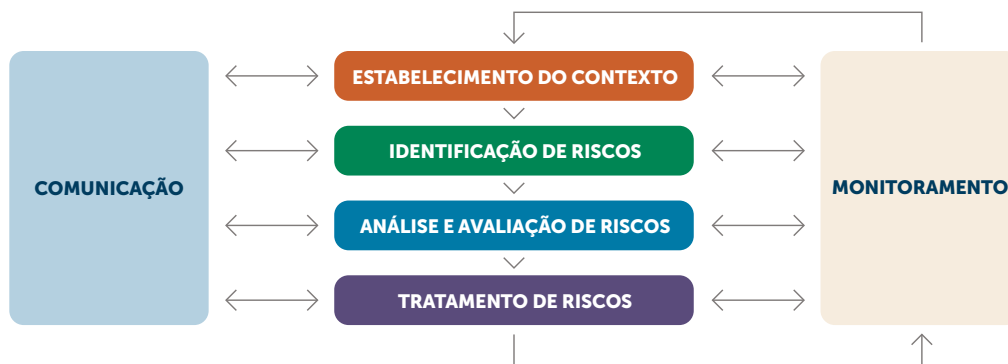 ESTABELECIMENTO DO CONTEXTO
IDENTIFICAÇÃO DE RISCOS
COMUNICAÇÃO
MONITORAMENTO
ANÁLISE E AVALIAÇÃO DE RISCOS
TRATAMENTO DE RISCOS